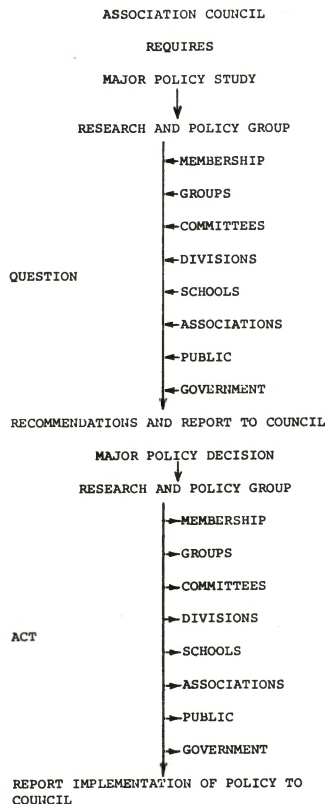 ASSOCIATION COUNCIL
REQUIRES
MAJOR POLICY STUDY
RESEARCH AND POLICY GROUP
MEMBERSHIP
GROUPS
COMMITTEES
DIVISIONS
QUESTION
SCHOOLS
ASSOCIATIONS
PUBLIC
GOVERNMENT
RECOMMENDATIONS AND REPORT TO COUNCIL
MAJOR POLICY DECISION
RESEARCH AND POLICY GROUP
MEMBERSHIP
GROUPS
COMMITTEES
DIVISIONS
ACT
SCHOOLS
ASSOCIATIONS
PUBLIC
GOVERNMENT
REPORT IMPLEMENTATION OF POLICY TO
COUNCIL